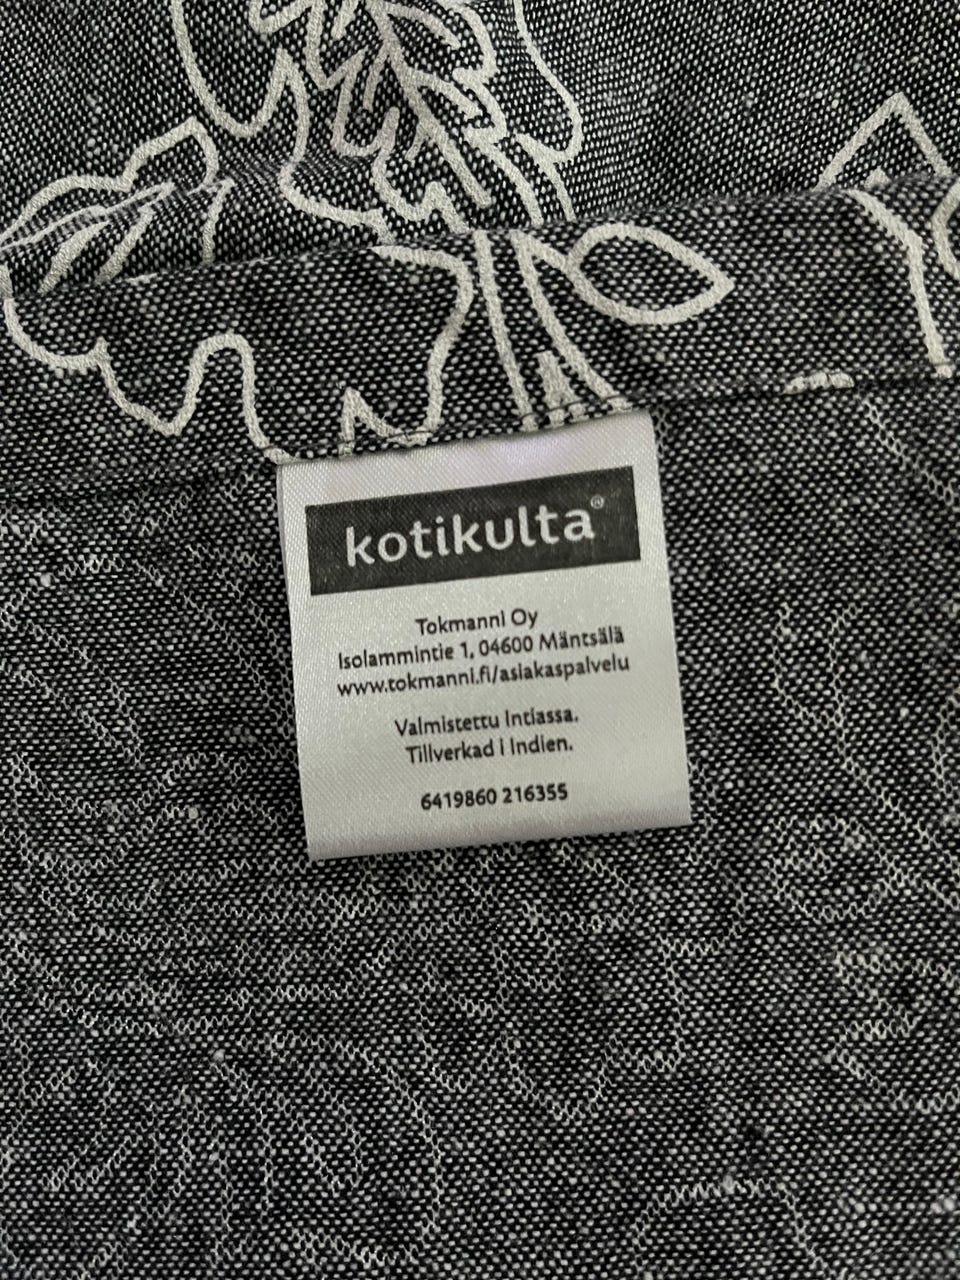 kotikulta®
Tokmanni Oy
Isolammintie 1, 04600 Mäntsälä
www.tokmanni.fi/asiakaspalvelu
Valmistettu Intiassa.
Tillverkad i Indien.
6419860 216355